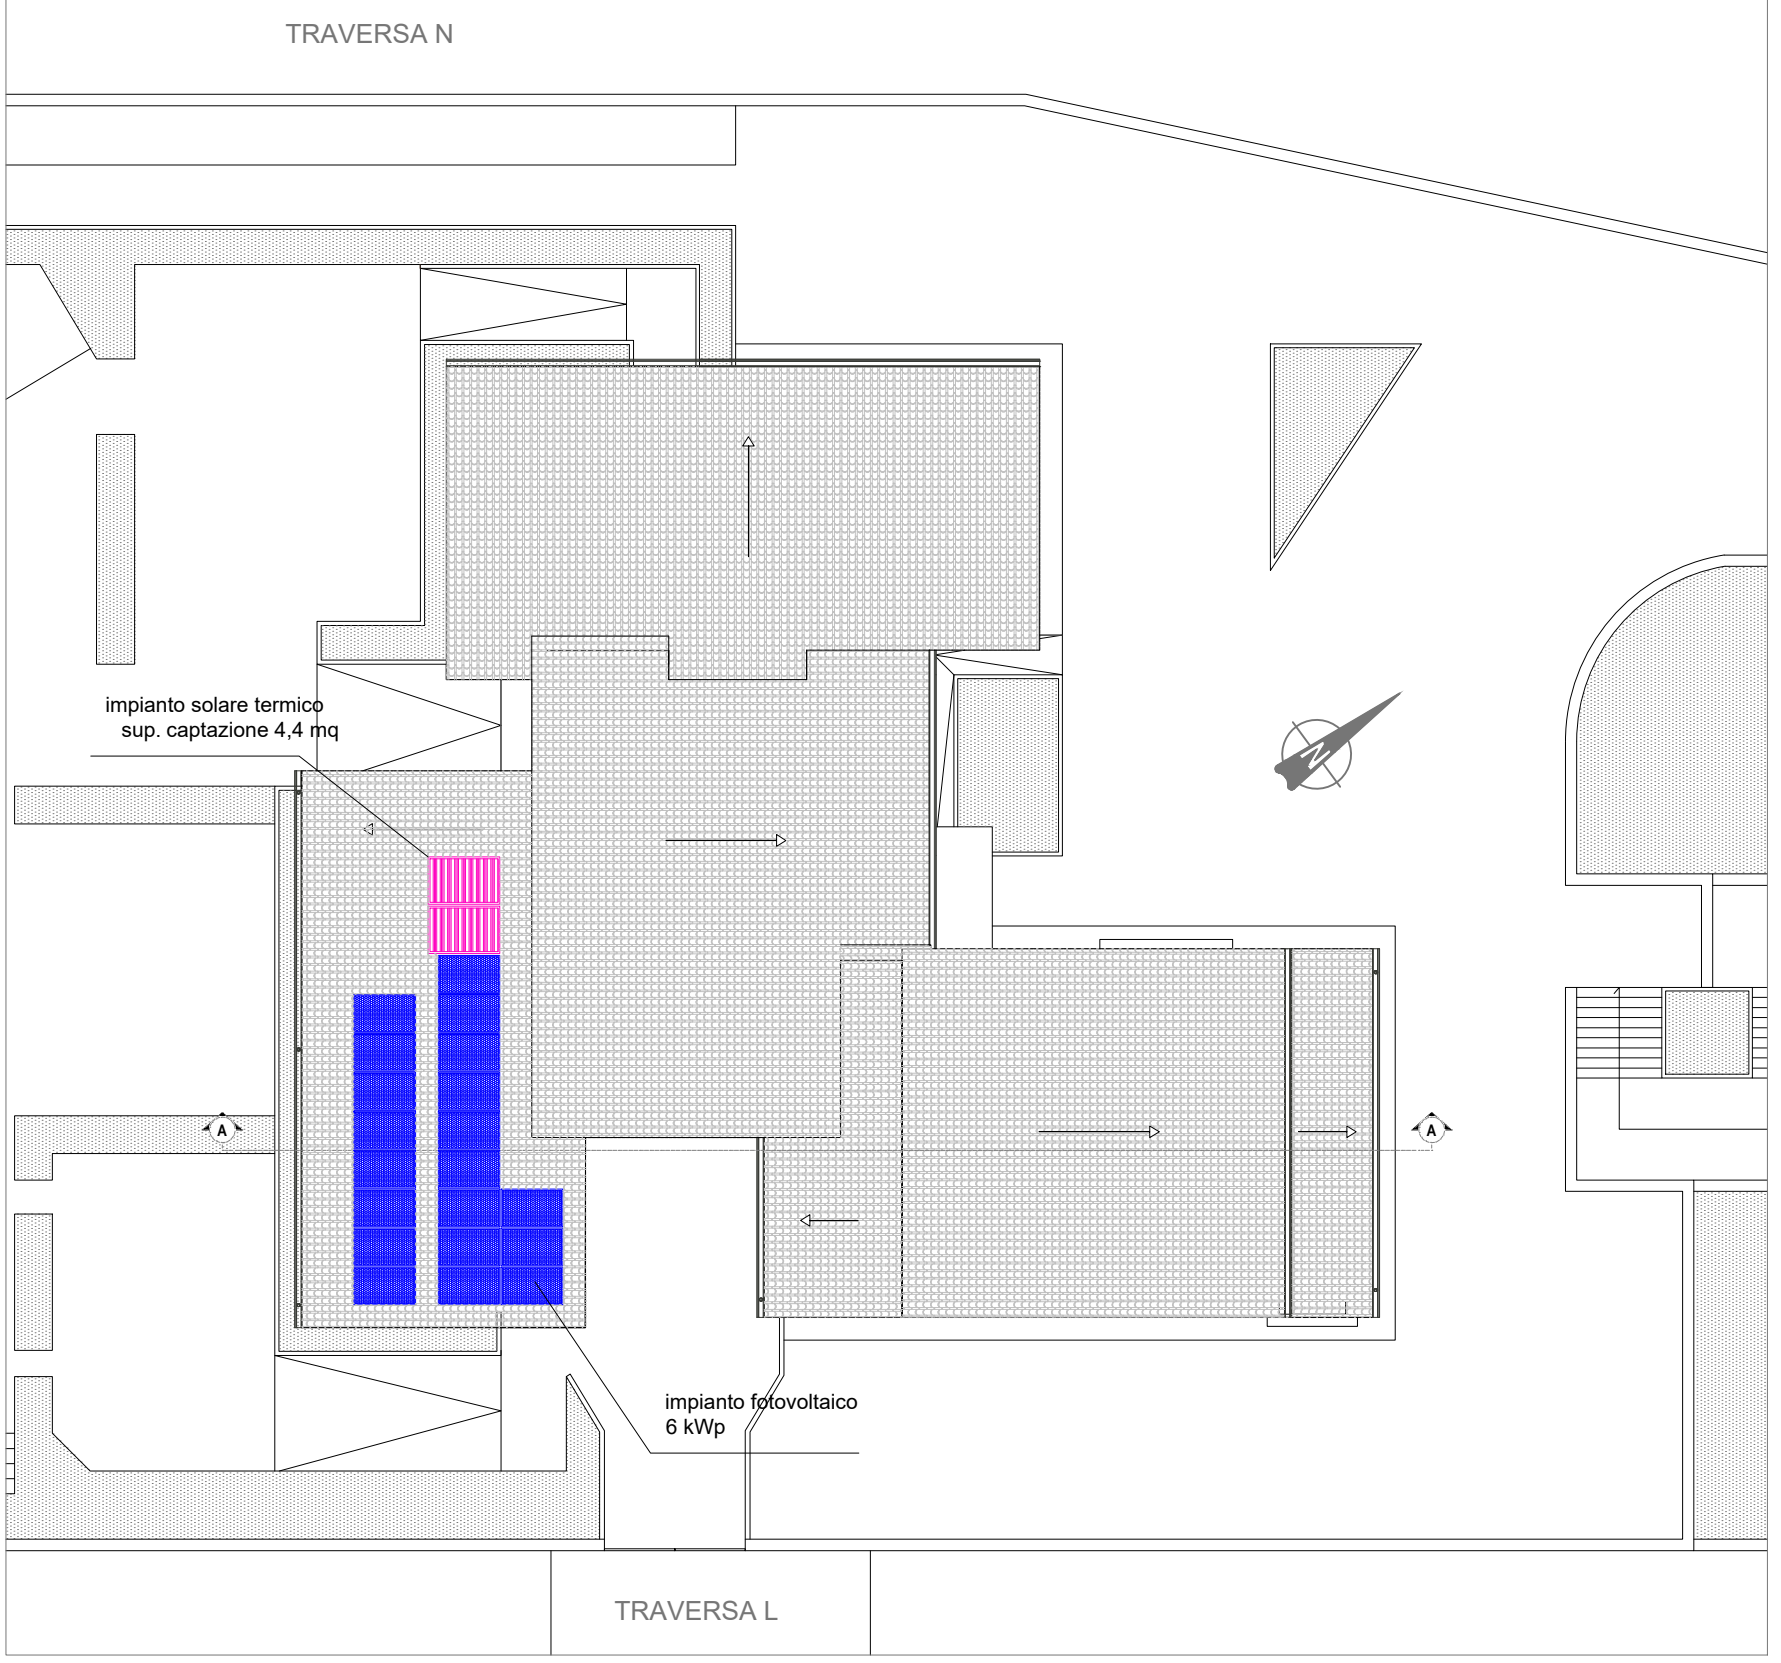 TRAVERSA N
impianto solare termico
sup. captazione 4,4 mq
N
A
A
impianto fotovoltaico
6 kWp
TRAVERSA L